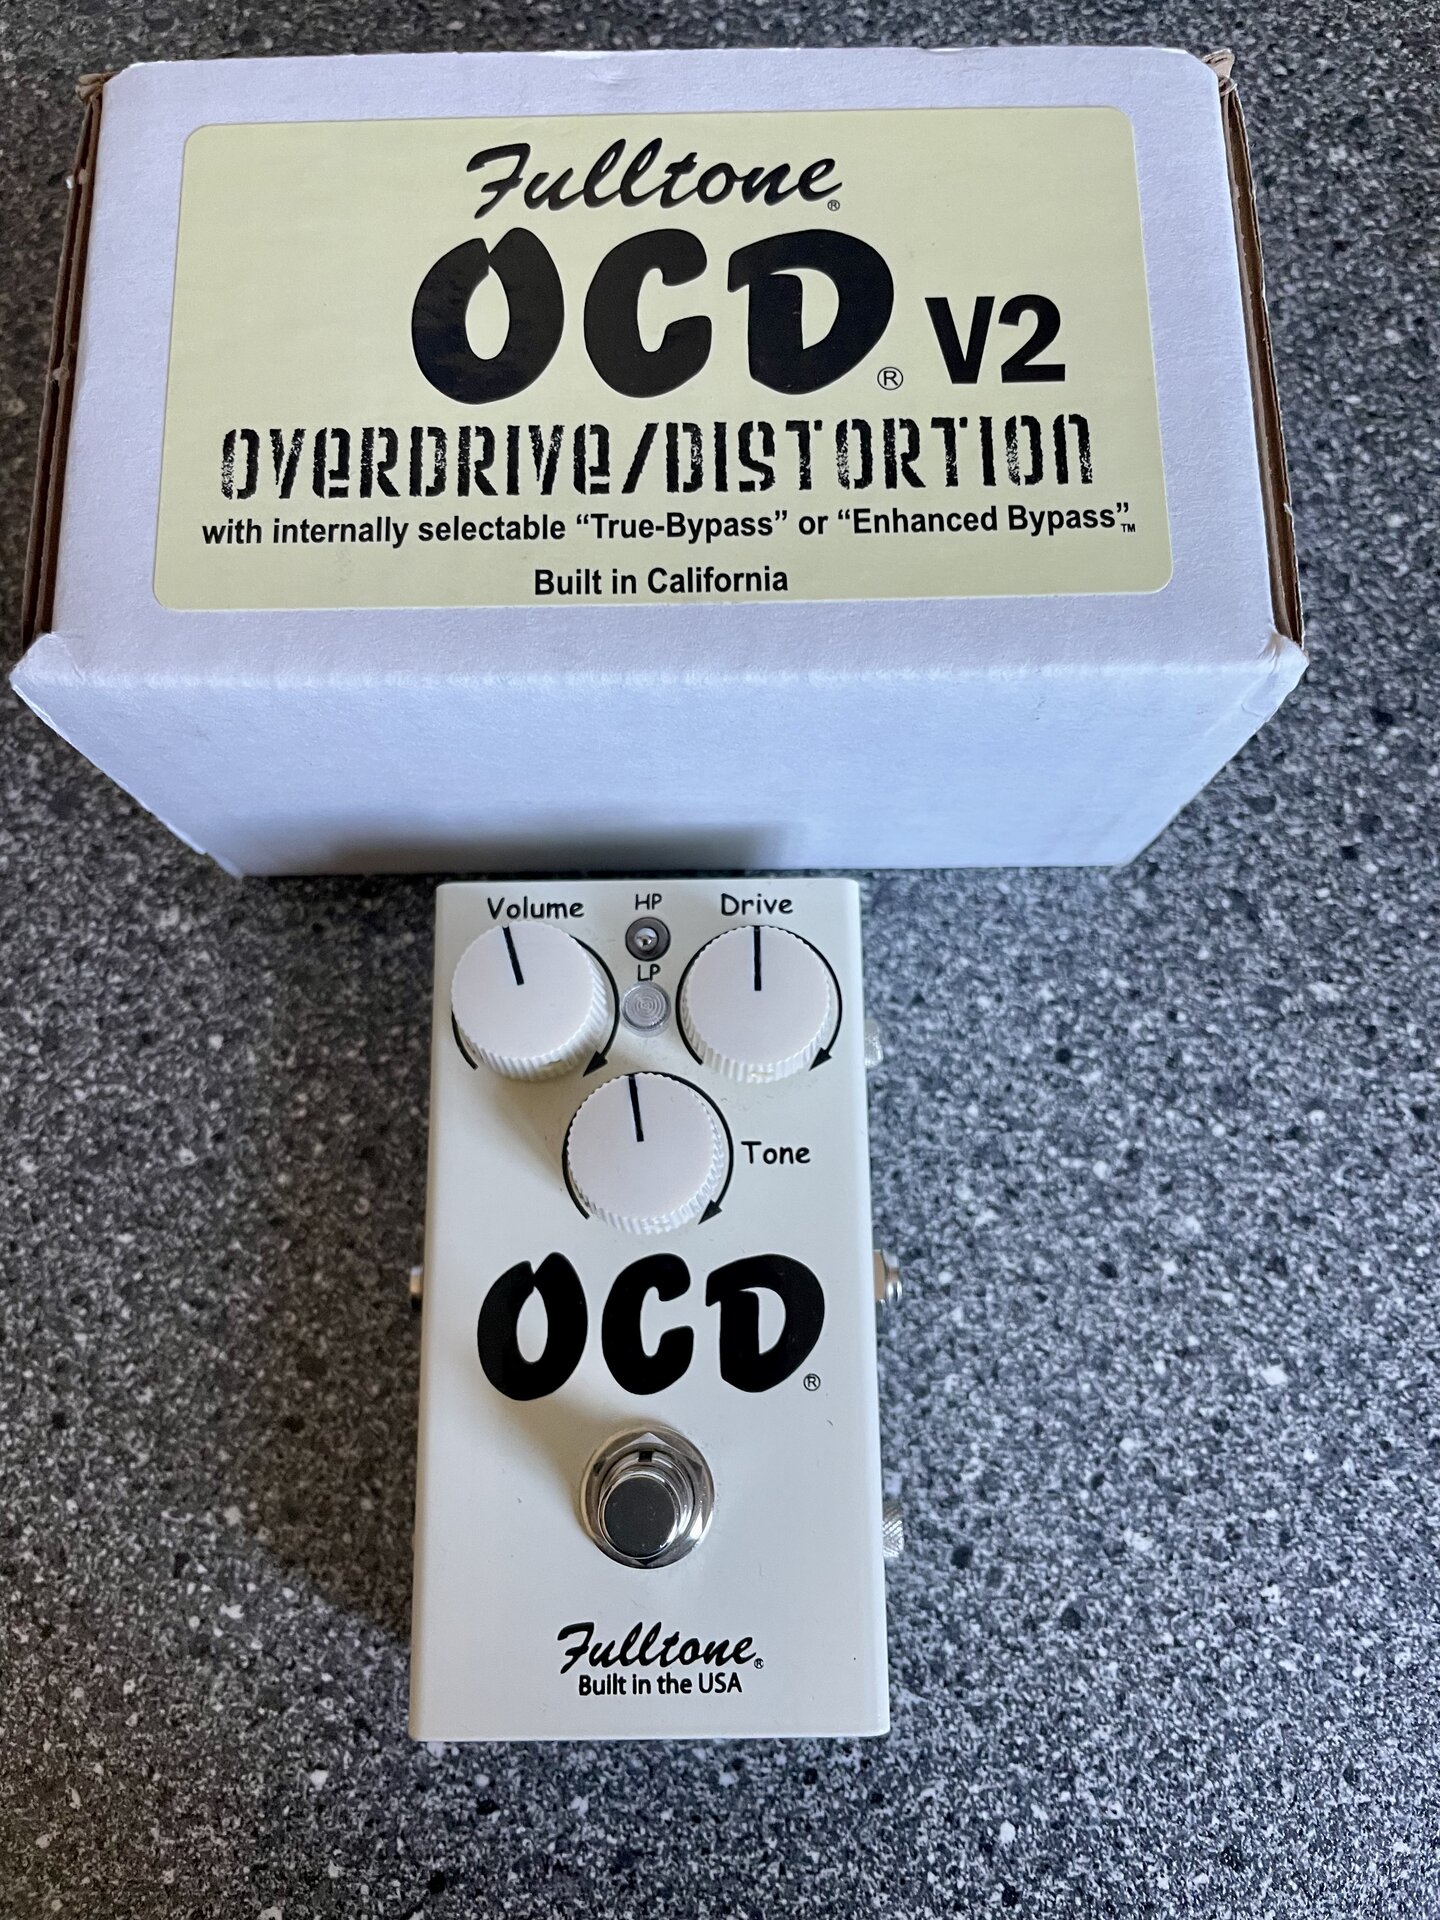 Fulltone®
OCD® V2
OVERDRIVE/DISTORTION
with internally selectable “True-Bypass” or “Enhanced Bypass”™
Built in California
Volume
HP
Drive
LP
Tone
OCD®
Fulltone®
Built in the USA